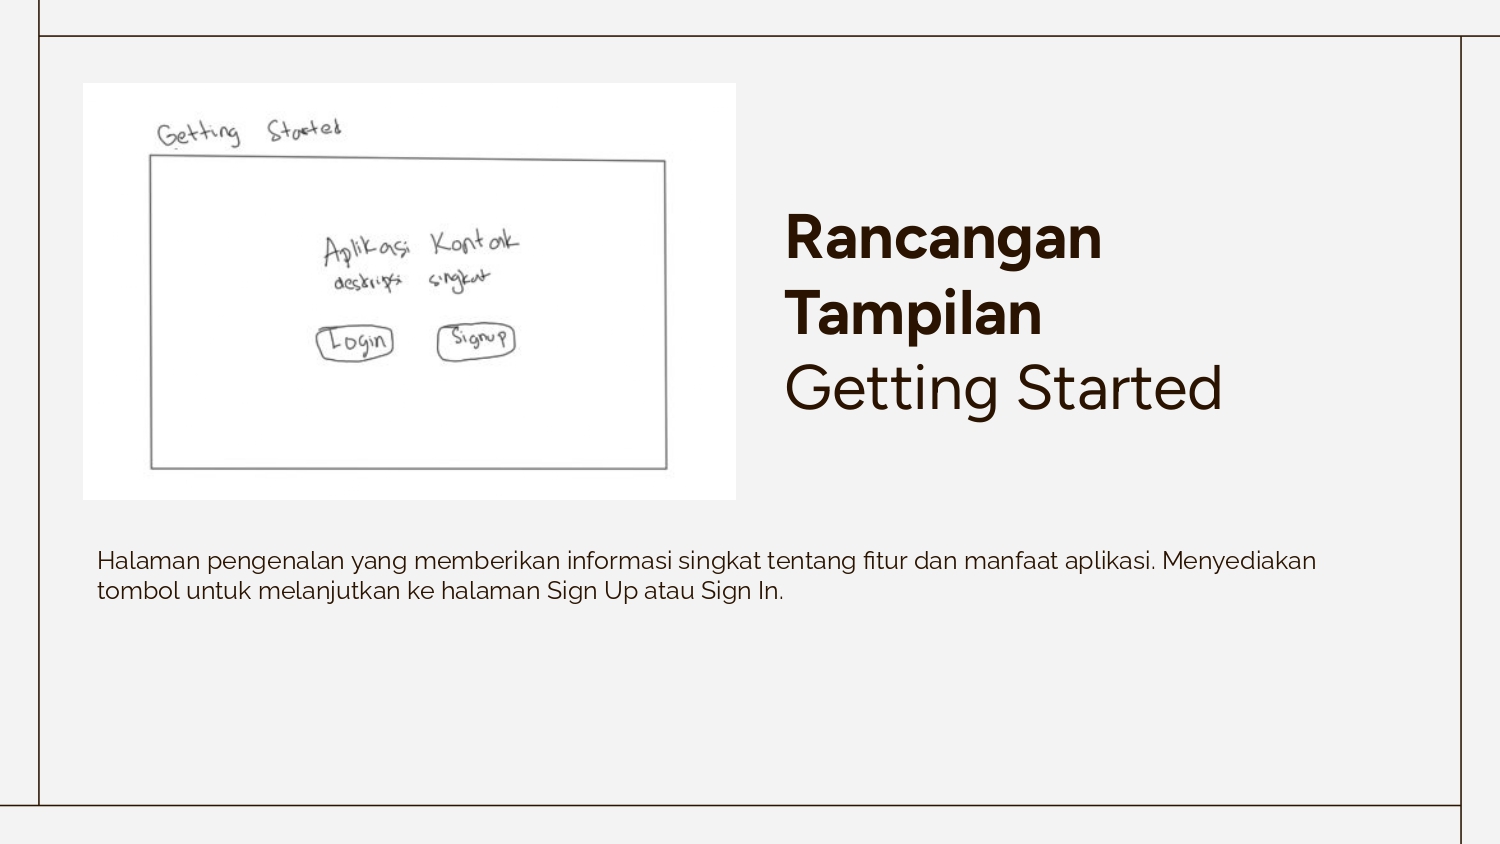 Getting Started
Aplikasi Kontak
deskripsi singkat
Login
Signup
Rancangan
Tampilan
Getting Started
Halaman pengenalan yang memberikan informasi singkat tentang fitur dan manfaat aplikasi. Menyediakan
tombol untuk melanjutkan ke halaman Sign Up atau Sign In.